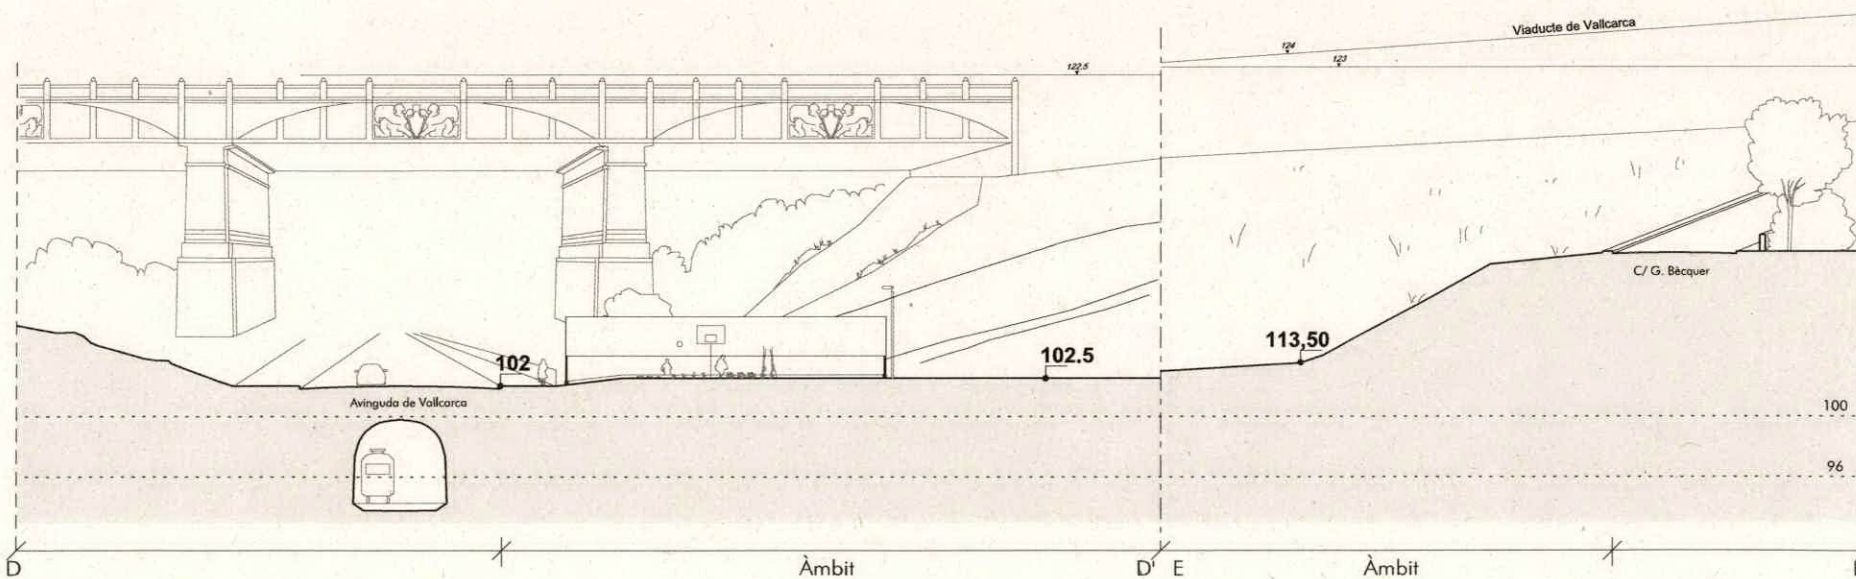 Viaducte de Vallcarca
124
123
122.5
C/ G. Bècquer
113,50
102
102.5
Avinguda de Vallcarca
100
96
D
Àmbit
D'
E
Àmbit